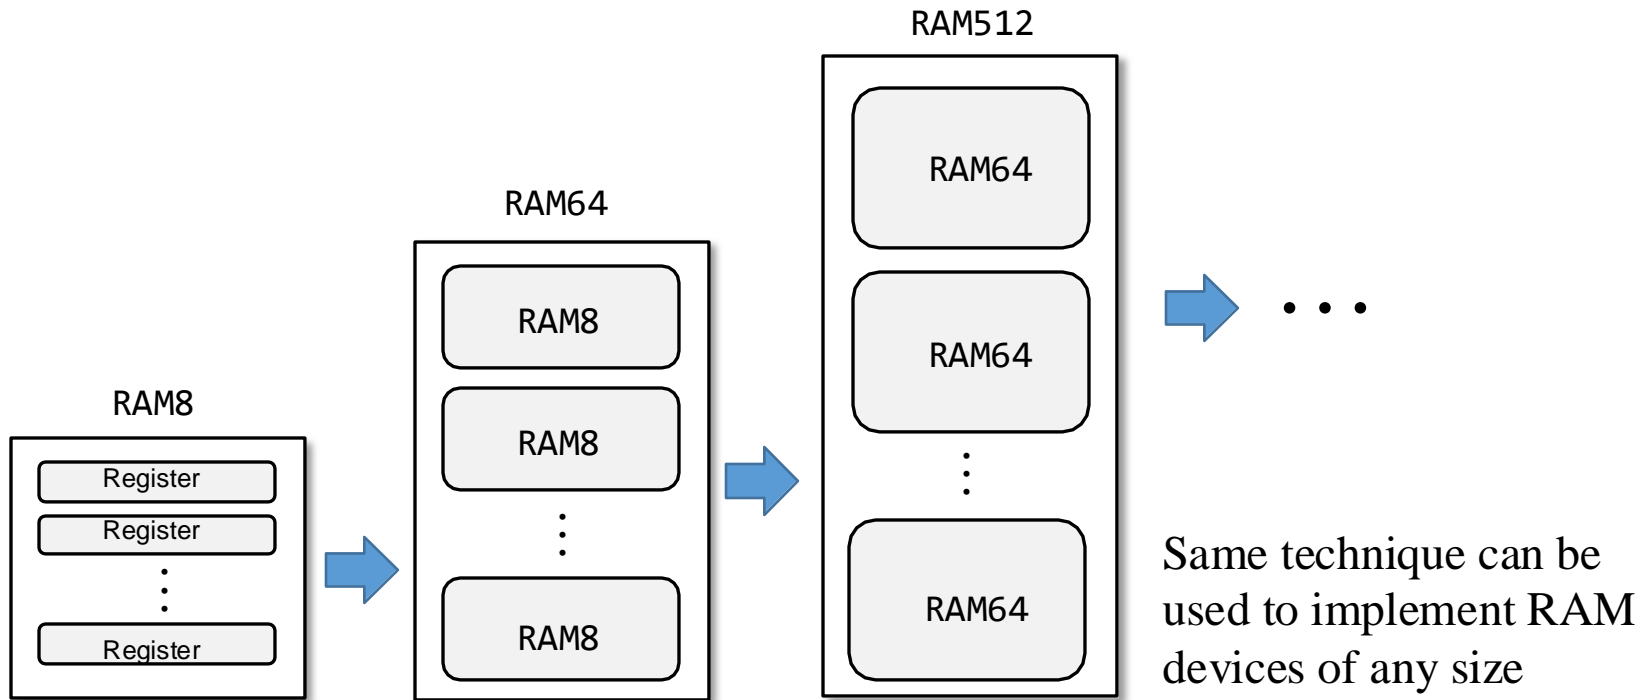 RAM8
Register
Register
⋮
Register
RAM64
RAM8
RAM8
⋮
RAM8
RAM512
RAM64
RAM64
⋮
RAM64
• • •
Same technique can be
used to implement RAM
devices of any size